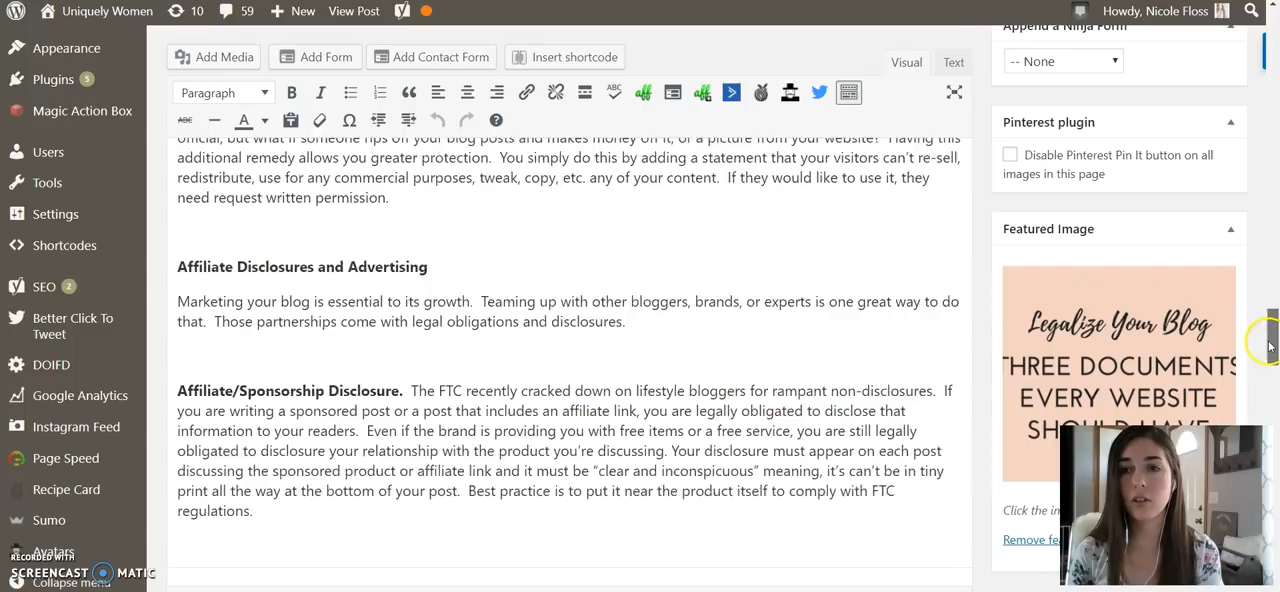 Uniquely Women 10 59 New View Post Howdy, Nicole Floss
Appearance
Plugins 5
Magic Action Box
Users
Tools
Settings
Shortcodes
SEO 2
Better Click To
Tweet
DOIFD
Google Analytics
Instagram Feed
Page Speed
Recipe Card
Sumo
Avatars
Collapse menu
RECORDED WITH
SCREENCAST MATIC
Add Media Add Form Add Contact Form Insert shortcode
Visual Text
Paragraph
official, but what if someone rips off your blog posts and makes money on it, or a picture from your website? Having this
additional remedy allows you greater protection. You simply do this by adding a statement that your visitors can't re-sell,
redistribute, use for any commercial purposes, tweak, copy, etc. any of your content. If they would like to use it, they
need request written permission.
Affiliate Disclosures and Advertising
Marketing your blog is essential to its growth. Teaming up with other bloggers, brands, or experts is one great way to do
that. Those partnerships come with legal obligations and disclosures.
Affiliate/Sponsorship Disclosure. The FTC recently cracked down on lifestyle bloggers for rampant non-disclosures. If
you are writing a sponsored post or a post that includes an affiliate link, you are legally obligated to disclose that
information to your readers. Even if the brand is providing you with free items or a free service, you are still legally
obligated to disclosure your relationship with the product you're discussing. Your disclosure must appear on each post
discussing the sponsored product or affiliate link and it must be "clear and inconspicuous" meaning, it's can't be in tiny
print all the way at the bottom of your post. Best practice is to put it near the product itself to comply with FTC
regulations.
Append a Ninja Form
-- None
Pinterest plugin
Disable Pinterest Pin It button on all
images in this page
Featured Image
Legalize Your Blog
THREE DOCUMENTS
EVERY WEBSITE
SHOULD HAVE
Click the
Remove